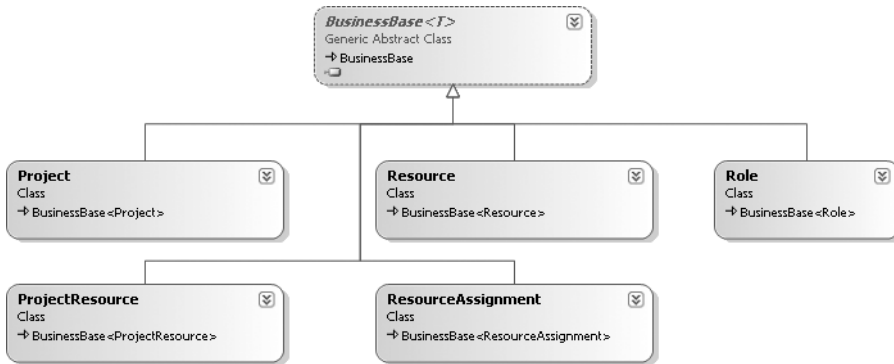 BusinessBase<T>
Generic Abstract Class
BusinessBase
Project
Class
BusinessBase<Project>
Resource
Class
BusinessBase<Resource>
Role
Class
BusinessBase<Role>
ProjectResource
Class
BusinessBase<ProjectResource>
ResourceAssignment
Class
BusinessBase<ResourceAssignment>